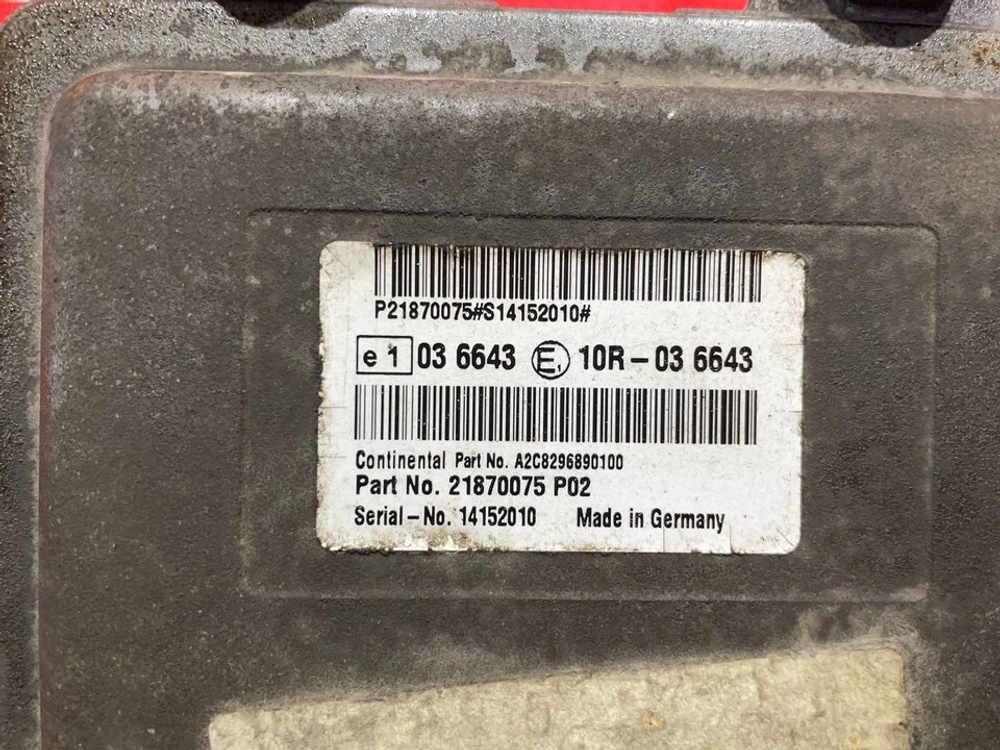 P21870075#S14152010#
e 1 03 6643 E1 10R-03 6643
Continental Part No. A2C8296890100
Part No. 21870075 P02
Serial-No. 14152010 Made in Germany